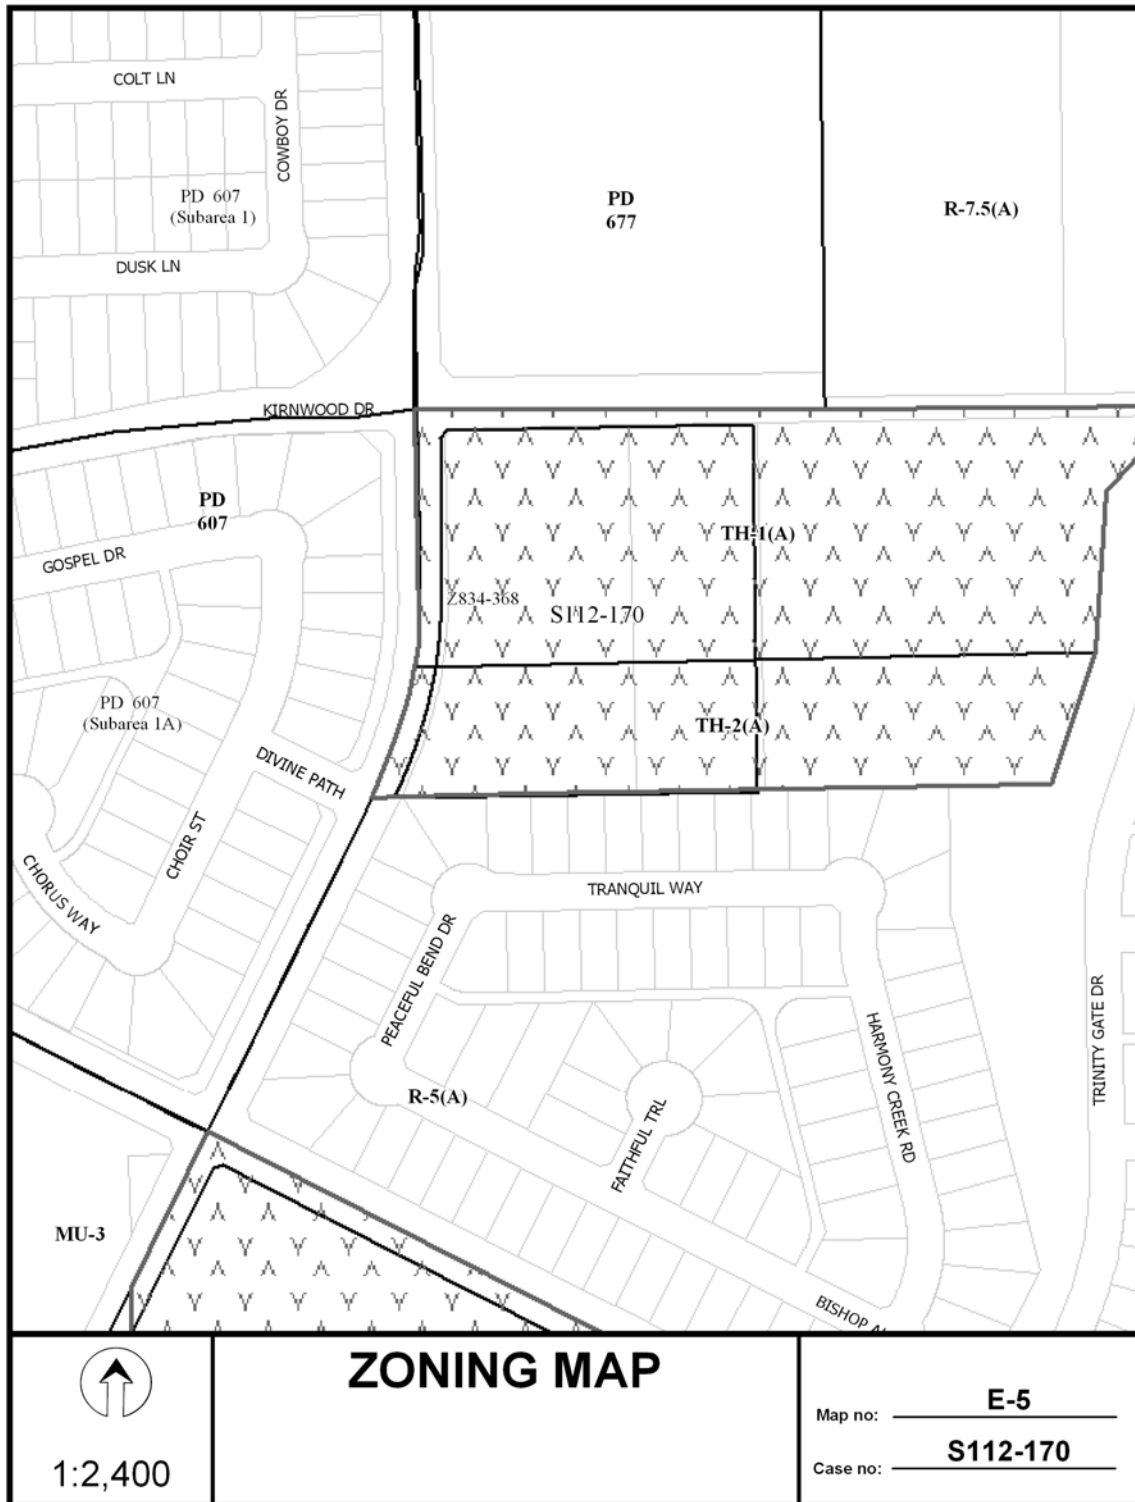 COLT LN
COWBOY DR
PD 607
(Subarea 1)
DUSK LN
PD
677
R-7.5(A)
KIRNWOOD DR
PD
607
GOSPEL DR
TH-1(A)
Z834-368
S112-170
PD 607
(Subarea 1A)
TH-2(A)
DIVINE PATH
CHOIR ST
CHORUS WAY
TRANQUIL WAY
PEACEFUL BEND DR
HARMONY CREEK RD
TRINITY GATE DR
R-5(A)
FAITHFUL TRL
MU-3
BISHOP
ZONING MAP
1:2,400
Map no: E-5
Case no: S112-170